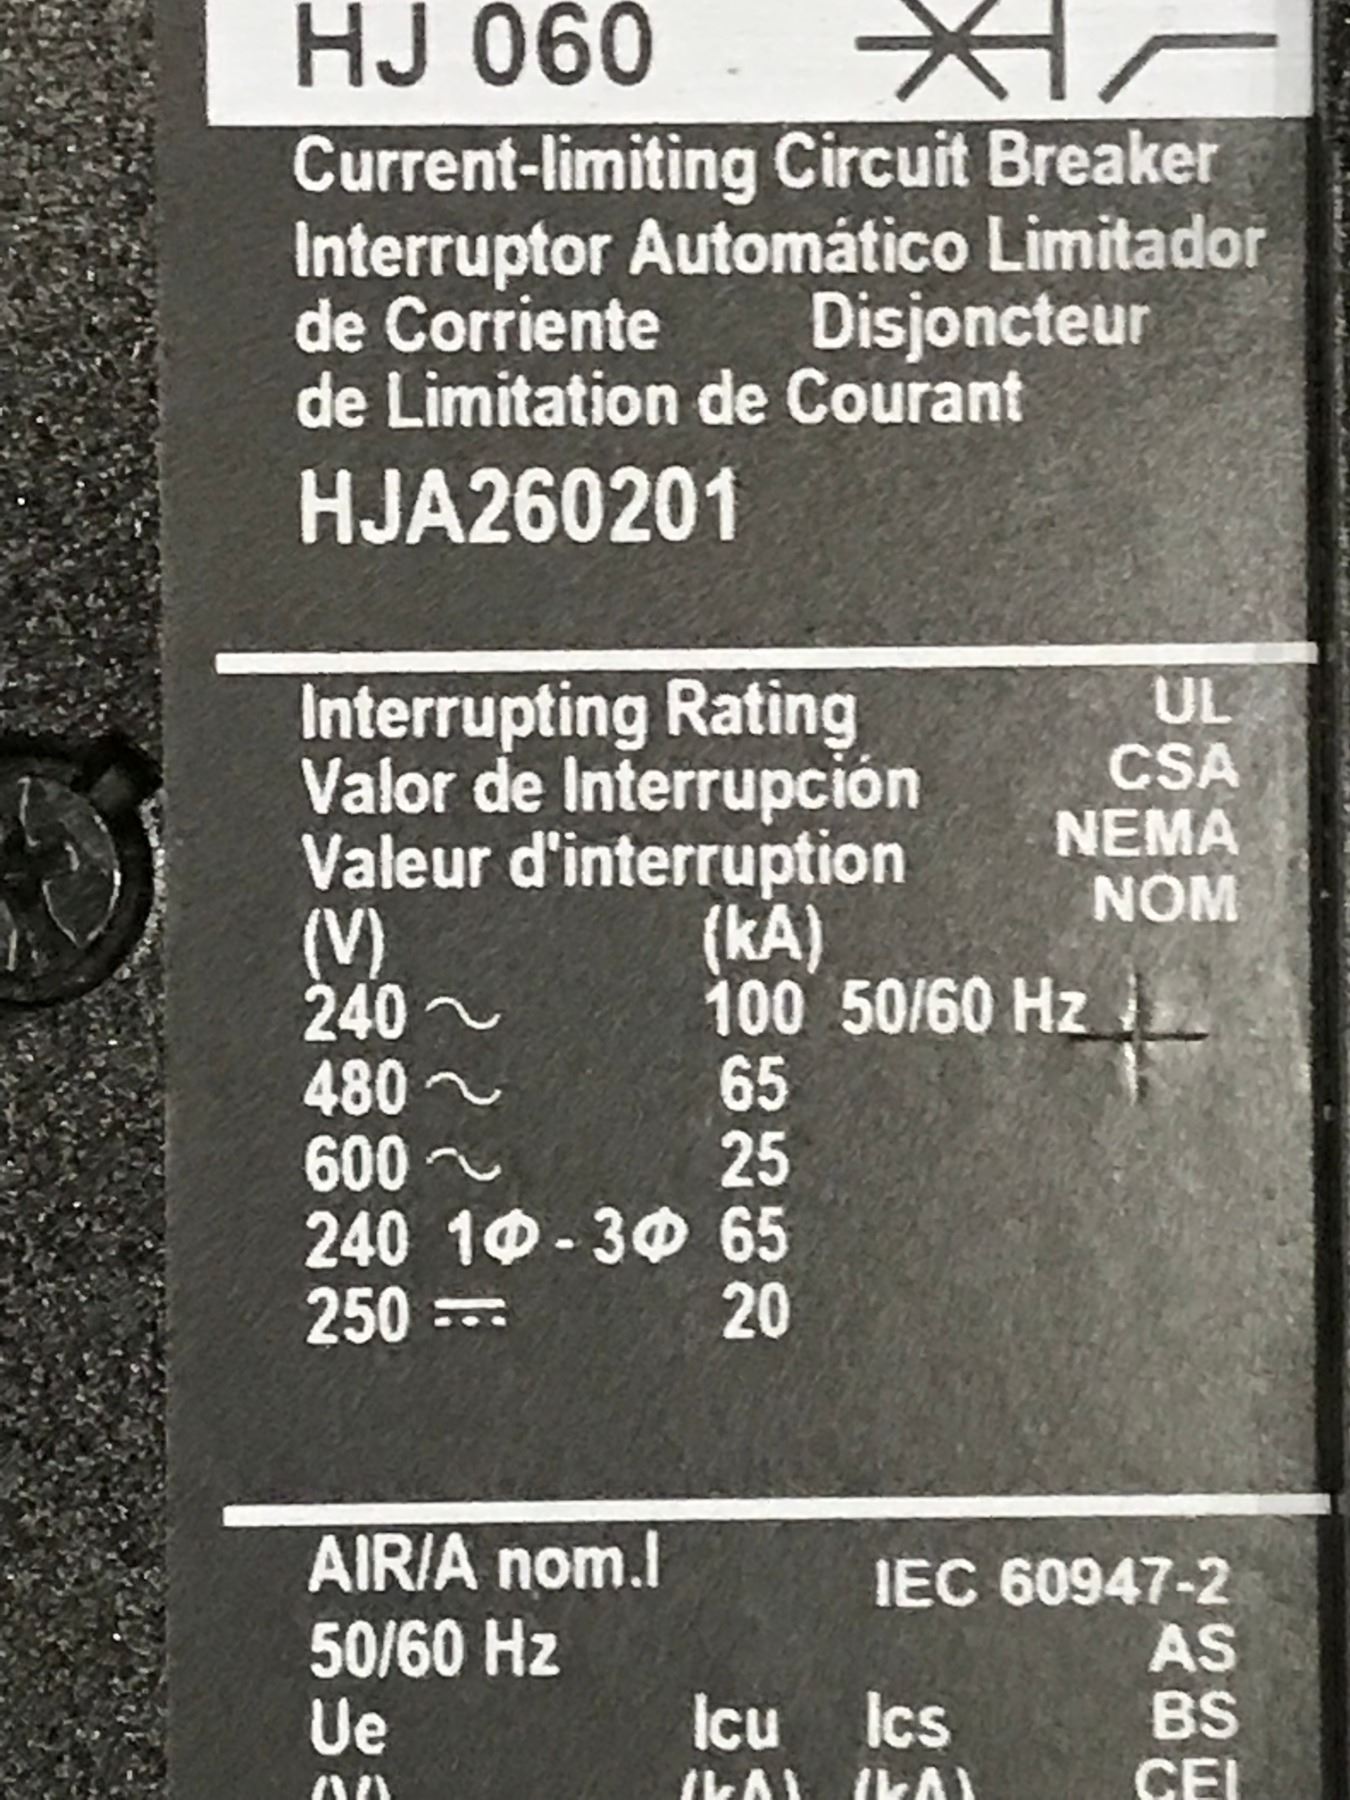 HJ 060
Current-limiting Circuit Breaker
Interruptor Automático Limitador
de Corriente Disjoncteur
de Limitation de Courant
HJA260201
Interrupting Rating UL
Valor de Interrupción CSA
Valeur d'interruption NEMA
NOM
(V) (kA)
240 ~ 100 50/60 Hz
480 ~ 65
600 ~ 25
240 1Φ - 3Φ 65
250 ⎓ 20
AIR/A nom.I IEC 60947-2
50/60 Hz AS
Ue Icu Ics BS
(V) (kA) (kA) CEI